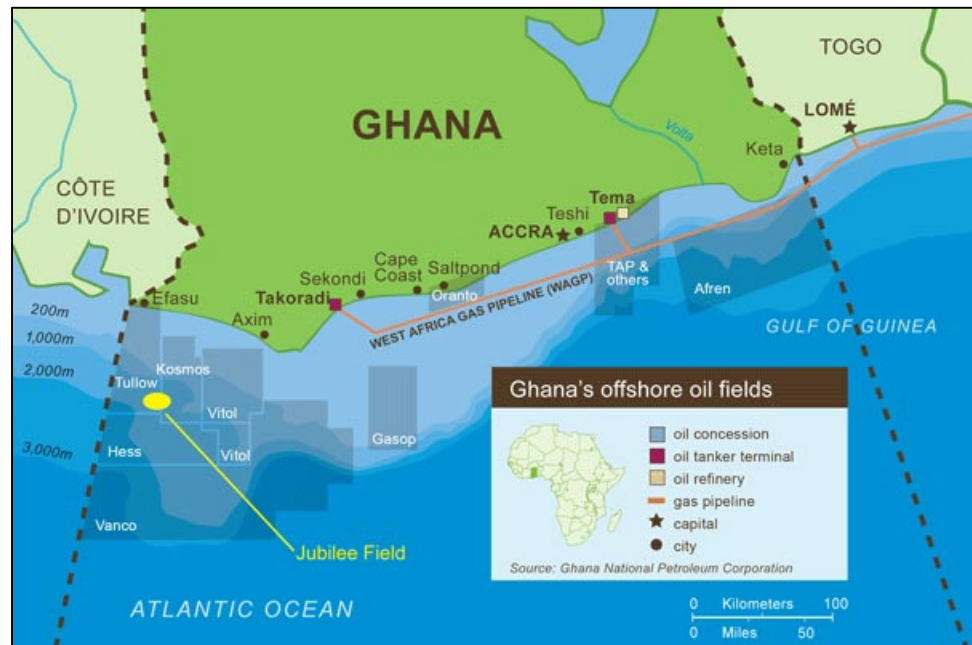 TOGO
LOMÉ
GHANA
Volta
Keta
CÔTE
D'IVOIRE
Tema
Teshi
ACCRA
Cape
Coast
Saltpond
Sekondi
Takoradi
Oranto
TAP &
others
Afren
Efasu
Axim
WEST AFRICA GAS PIPELINE (WAGP)
GULF OF GUINEA
200m
1,000m
2,000m
3,000m
Kosmos
Tullow
Vitol
Hess
Vitol
Gasop
Vanco
Jubilee Field
ATLANTIC OCEAN
Ghana's offshore oil fields
oil concession
oil tanker terminal
oil refinery
gas pipeline
capital
city
Source: Ghana National Petroleum Corporation
0 Kilometers 100
0 Miles 50